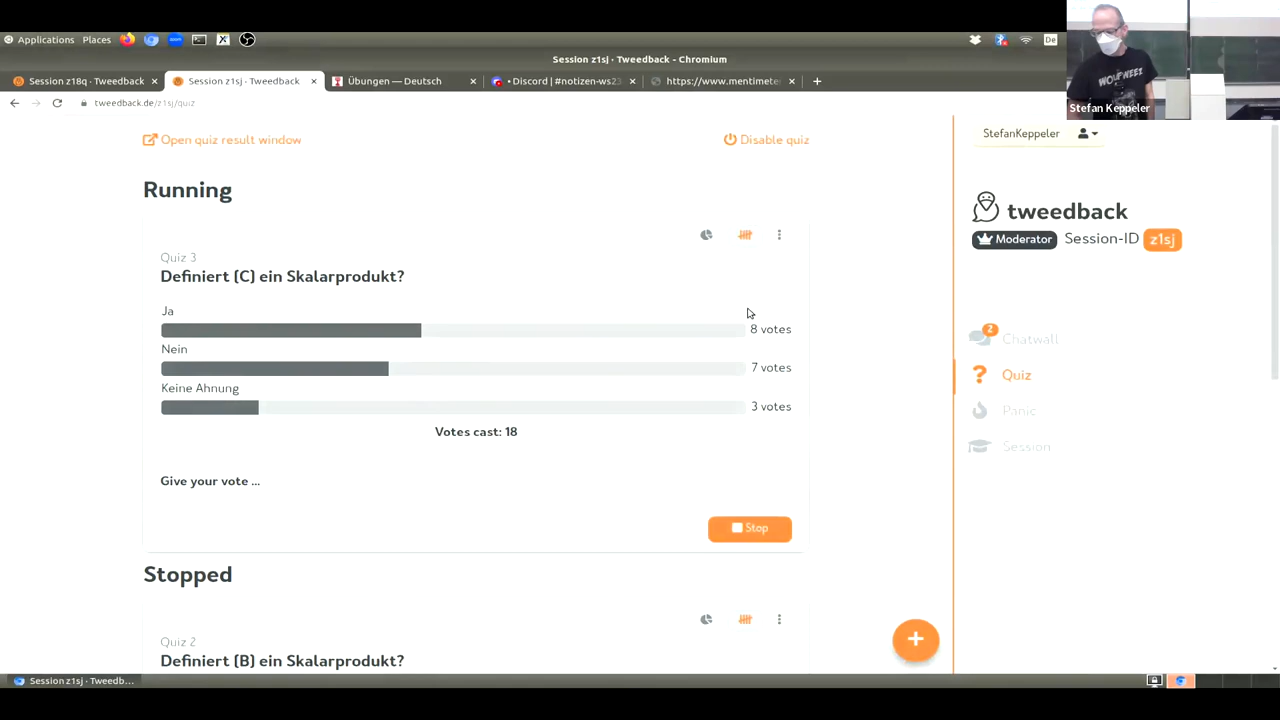 Applications Places De
Session z1sj - Tweedback - Chromium
Session z18q - Tweedback
Session z1sj - Tweedback
Übungen — Deutsch
• Discord | #notizen-ws23
https://www.mentimete
tweedback.de/z1sj/quiz
Stefan Keppeler
Open quiz result window
Disable quiz
StefanKeppeler
Running
tweedback
Moderator Session-ID z1sj
Quiz 3
Definiert (C) ein Skalarprodukt?
Ja
8 votes
Nein
7 votes
Keine Ahnung
3 votes
Votes cast: 18
Give your vote ...
Stop
2
Chatwall
Quiz
Panic
Session
Stopped
Quiz 2
Definiert (B) ein Skalarprodukt?
Session z1sj - Tweedb...